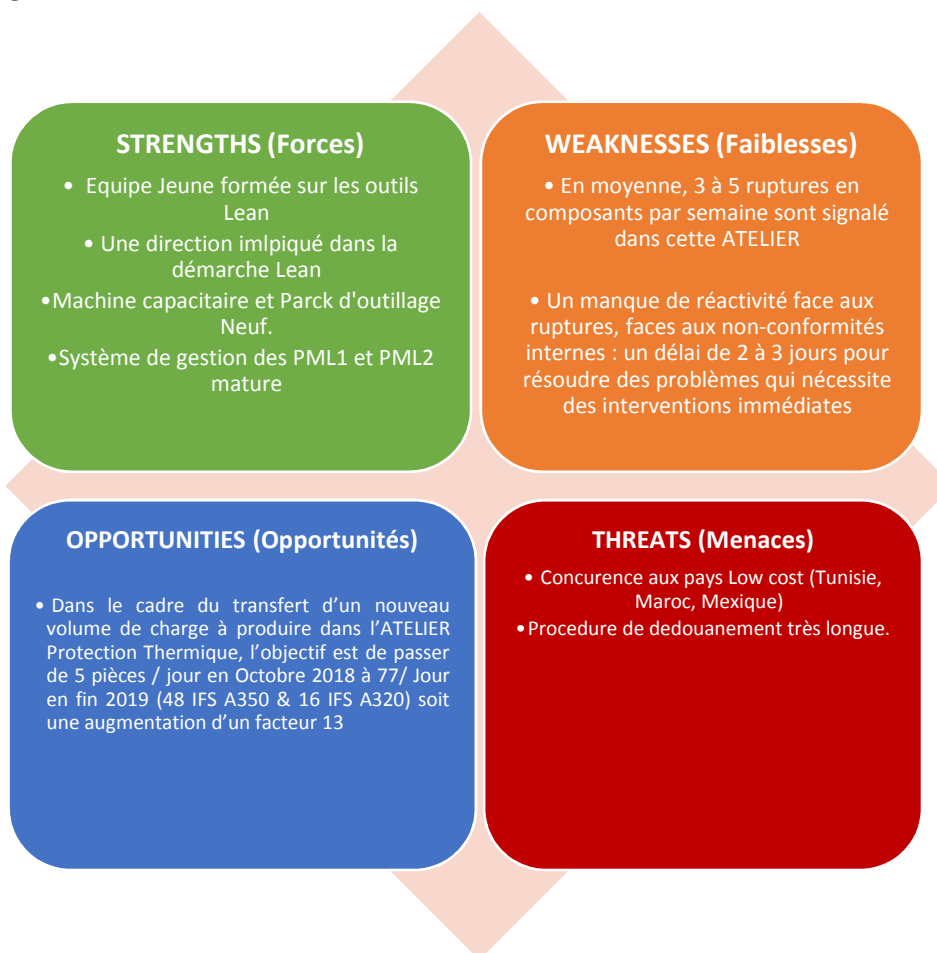 STRENGTHS (Forces)
• Equipe Jeune formée sur les outils
Lean
• Une direction imlpiqué dans la
démarche Lean
•Machine capacitaire et Parck d'outillage
Neuf.
•Système de gestion des PML1 et PML2
mature
WEAKNESSES (Faiblesses)
• En moyenne, 3 à 5 ruptures en
composants par semaine sont signalé
dans cette ATELIER
• Un manque de réactivité face aux
ruptures, faces aux non-conformités
internes : un délai de 2 à 3 jours pour
résoudre des problèmes qui nécessite
des interventions immédiates
OPPORTUNITIES (Opportunités)
• Dans le cadre du transfert d’un nouveau
volume de charge à produire dans l’ATELIER
Protection Thermique, l’objectif est de passer
de 5 pièces / jour en Octobre 2018 à 77/ Jour
en fin 2019 (48 IFS A350 & 16 IFS A320) soit
une augmentation d’un facteur 13
THREATS (Menaces)
• Concurence aux pays Low cost (Tunisie,
Maroc, Mexique)
•Procedure de dedouanement très longue.